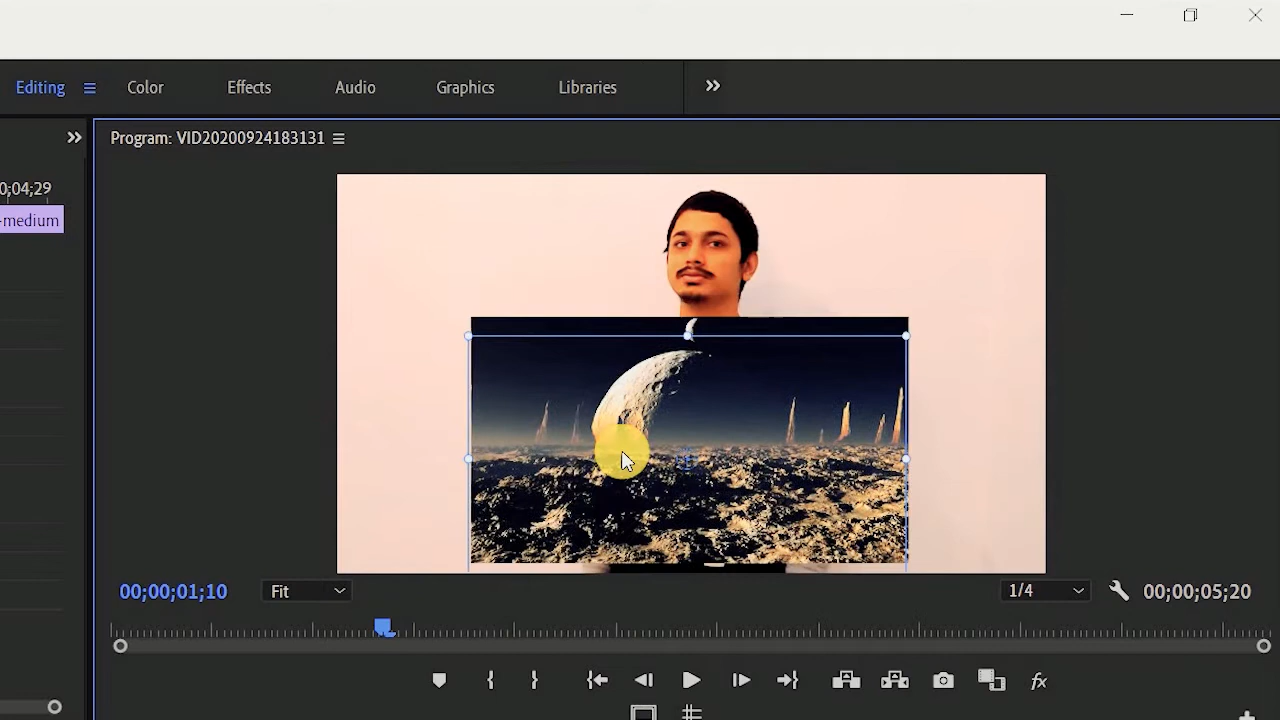 Editing Color Effects Audio Graphics Libraries
Program: VID20200924183131
0;04;29
-medium
00;00;01;10 Fit 1/4 00;00;05;20
fx